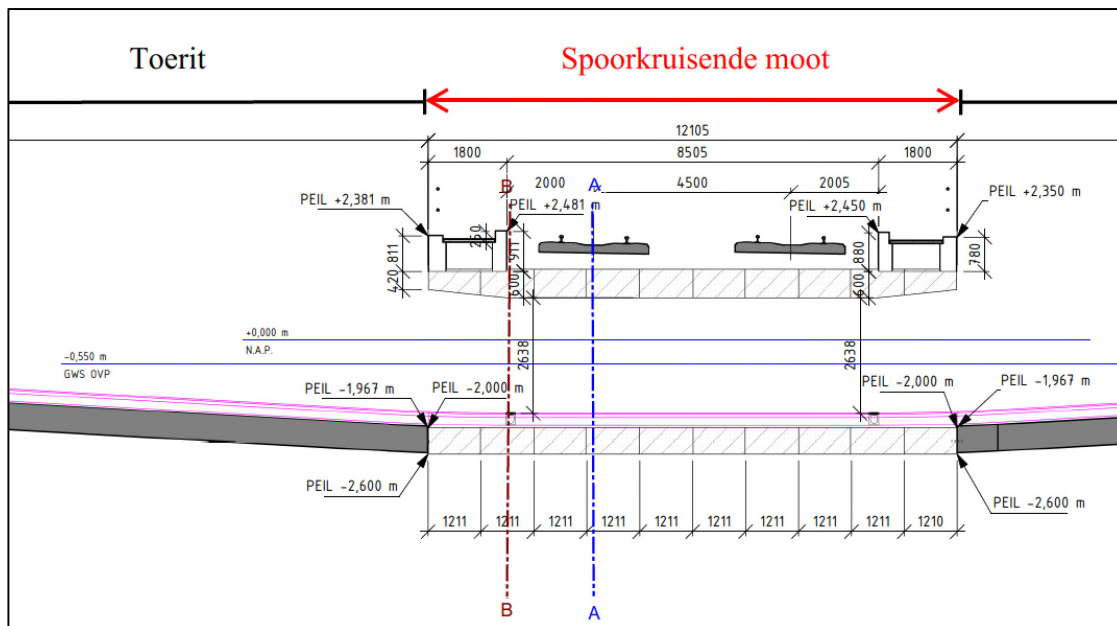 Toerit
Spoorkruisende moot
12105
1800
8505
1800
B
2000
A
4500
2005
PEIL +2,381 m
PEIL +2,481 m
PEIL +2,450 m
PEIL +2,350 m
811
250
911
880
780
420
600
600
+0,000 m
N.A.P.
-0,550 m
GWS OVP
2638
2638
PEIL -1,967 m
PEIL -2,000 m
PEIL -2,000 m
PEIL -1,967 m
PEIL -2,600 m
PEIL -2,600 m
1211
1211
1211
1211
1211
1211
1211
1211
1211
1210
B
A